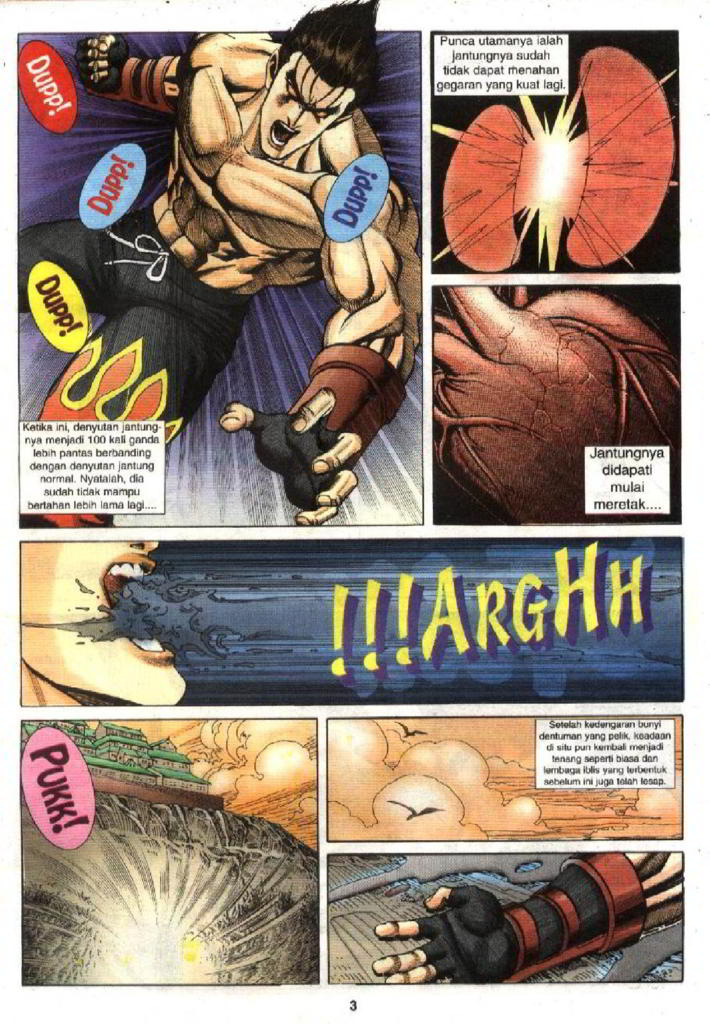 Dupp!
Dupp!
Dupp!
Dupp!
Ketika ini, denyutan jantung-
nya menjadi 100 kali ganda
lebih pantas berbanding
dengan denyutan jantung
normal. Nyatalah, dia
sudah tidak mampu
bertahan lebih lama lagi....
Punca utamanya ialah
jantungnya sudah
tidak dapat menahan
gegaran yang kuat lagi.
Jantungnya
didapati
mulai
meretak....
!!!ARGHH
PUKK!
Setelah kedengaran bunyi
dentuman yang pelik, keadaan
di situ pun kembali menjadi
tenang seperti biasa dan
lembaga iblis yang terbentuk
sebelum ini juga telah lesap.
3